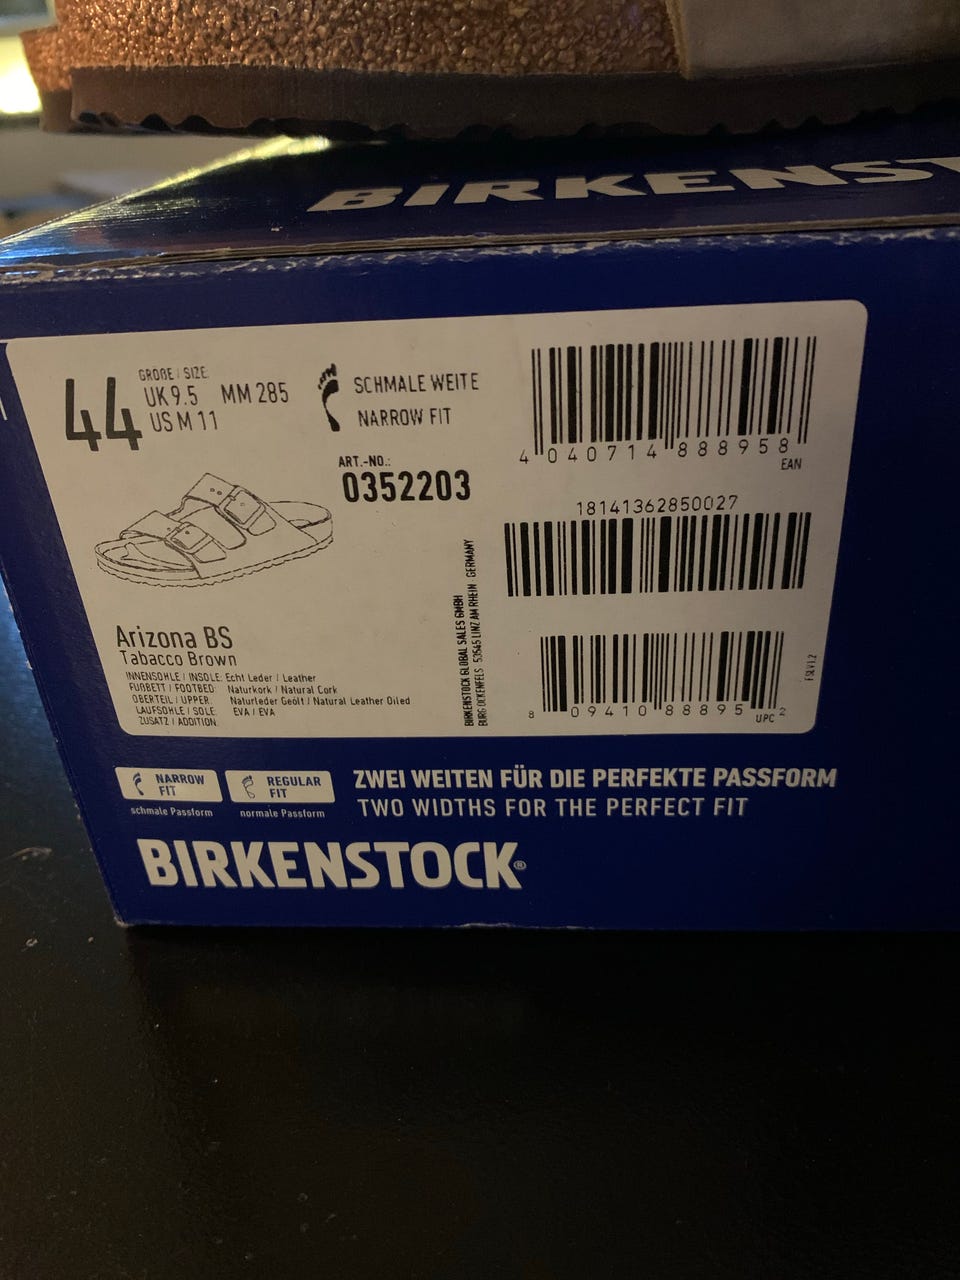 BIRKENST
44
GRÖßE / SIZE
UK 9.5 MM 285
US M 11
SCHMALE WEITE
NARROW FIT
ART.-NO.:
0352203
4 040714 888958
EAN
18141362850027
8 09410 88895 2
UPC
Arizona BS
Tabacco Brown
INNENSOHLE / INSOLE: Echt Leder / Leather
FUßBETT / FOOTBED: Naturkork / Natural Cork
OBERTEIL / UPPER: Naturleder Geölt / Natural Leather Oiled
LAUFSOHLE / SOLE: EVA / EVA
ZUSATZ / ADDITION:
BIRKENSTOCK GLOBAL SALES GMBH
BURG OCKENFELS 53545 LINZ AM RHEIN GERMANY
NARROW FIT
schmale Passform
REGULAR FIT
normale Passform
ZWEI WEITEN FÜR DIE PERFEKTE PASSFORM
TWO WIDTHS FOR THE PERFECT FIT
BIRKENSTOCK®